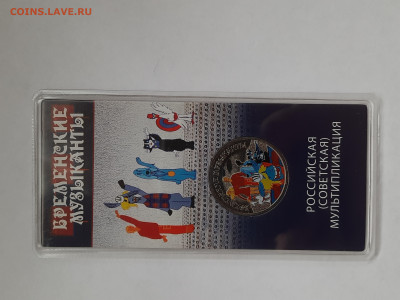 COINS.LAVE.RU
БРЕМЕНСКИЕ
МУЗЫКАНТЫ
РОССИЙСКАЯ
(СОВЕТСКАЯ)
МУЛЬТИПЛИКАЦИЯ